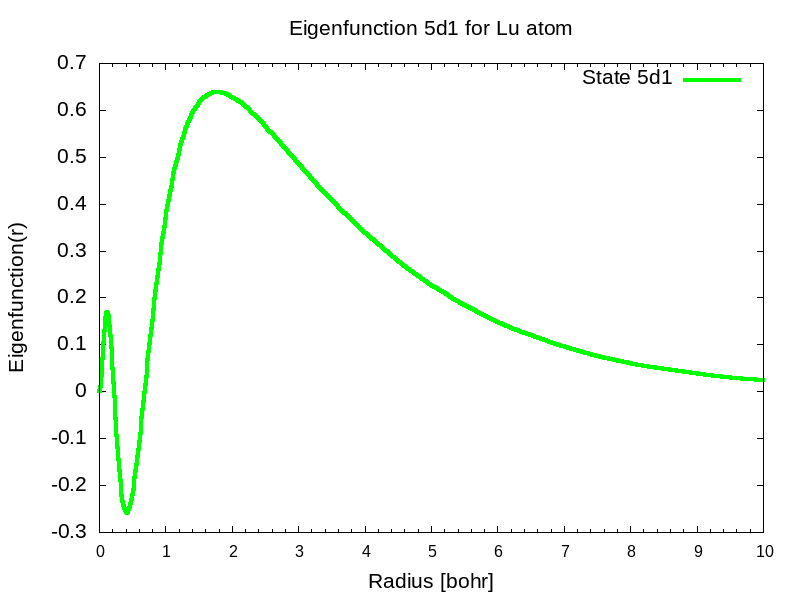 Eigenfunction 5d1 for Lu atom
State 5d1
0.7
0.6
0.5
0.4
0.3
0.2
0.1
0
-0.1
-0.2
-0.3
Eigenfunction(r)
0 1 2 3 4 5 6 7 8 9 10
Radius [bohr]